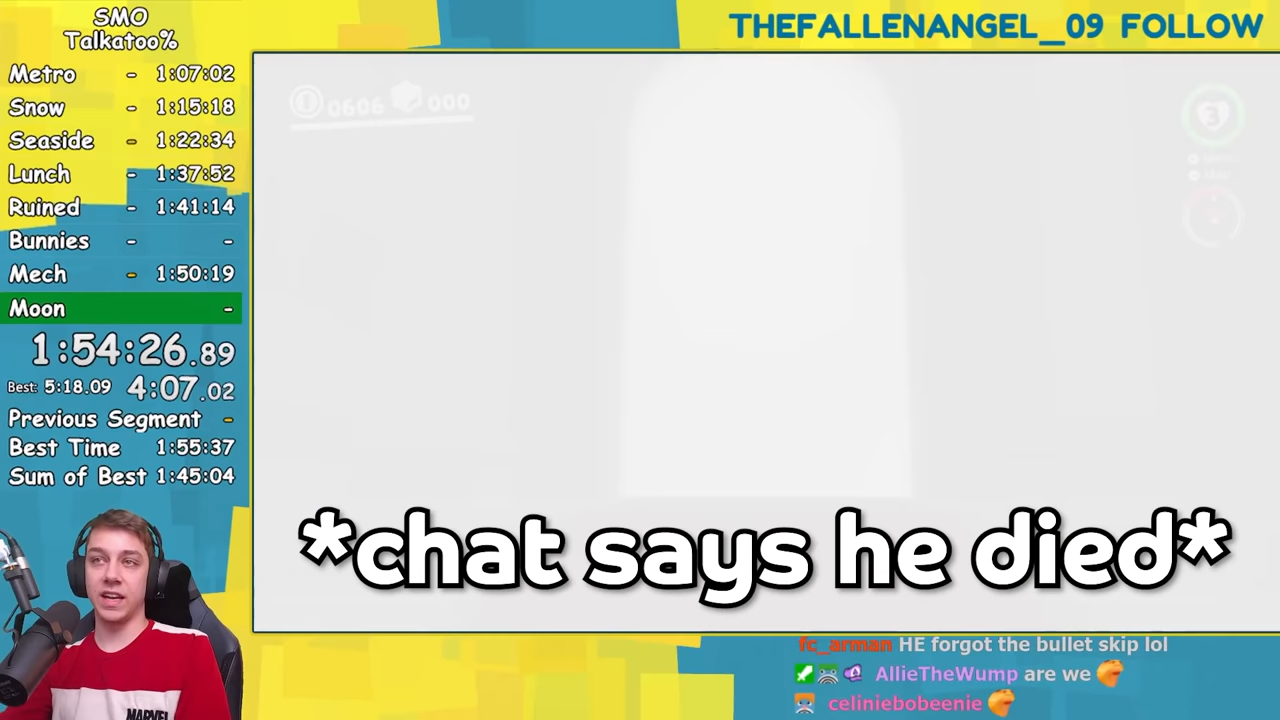 SMO
Talkatoo%
THEFALLENANGEL_09 FOLLOW
Metro - 1:07:02
Snow - 1:15:18
Seaside - 1:22:34
Lunch - 1:37:52
Ruined - 1:41:14
Bunnies - -
Mech - 1:50:19
Moon -
1:54:26.89
Best: 5:18.09 4:07.02
Previous Segment -
Best Time 1:55:37
Sum of Best 1:45:04
0606 000
3
*chat says he died*
fc_arman HE forgot the bullet skip lol
AllieTheWump are we
celiniebobeenie
MARVEL